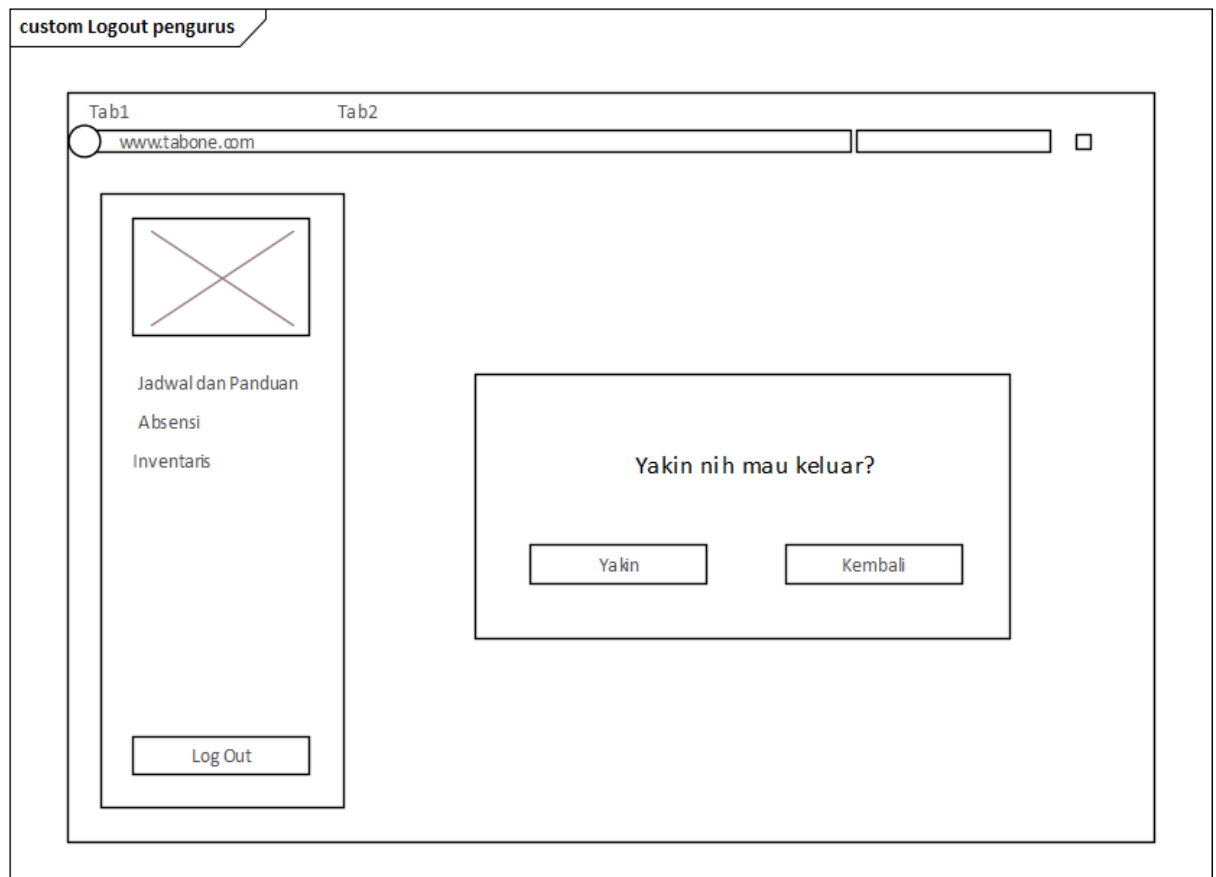 custom Logout pengurus
Tab1 Tab2
www.tabone.com
Jadwal dan Panduan
Absensi
Inventaris
Yakin nih mau keluar?
Yakin Kembali
Log Out